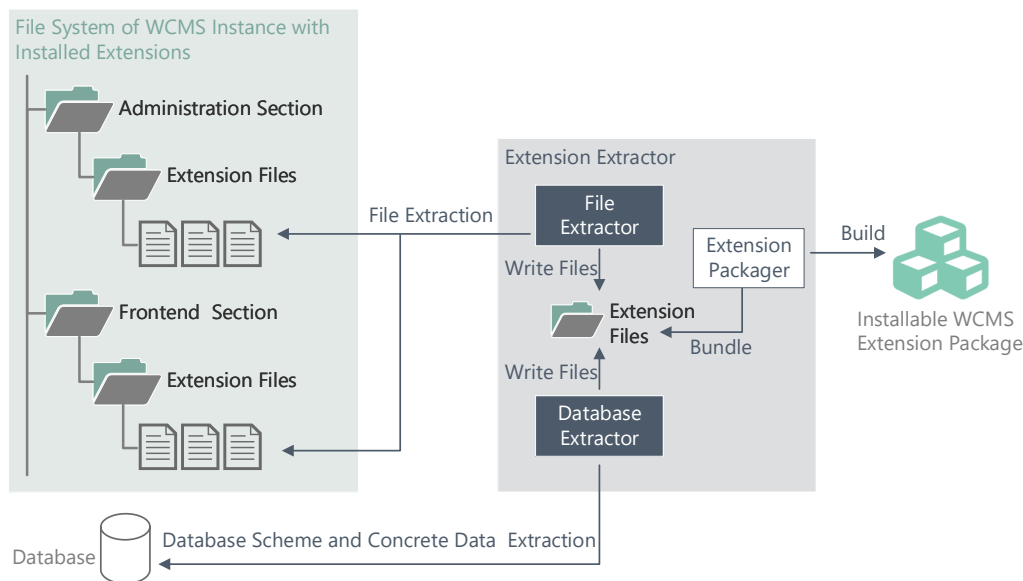 File System of WCMS Instance with
Installed Extensions
Administration Section
Extension Files
Frontend Section
Extension Files
File Extraction
Extension Extractor
File
Extractor
Write Files
Extension
Files
Write Files
Database
Extractor
Extension
Packager
Bundle
Build
Installable WCMS
Extension Package
Database
Database Scheme and Concrete Data Extraction